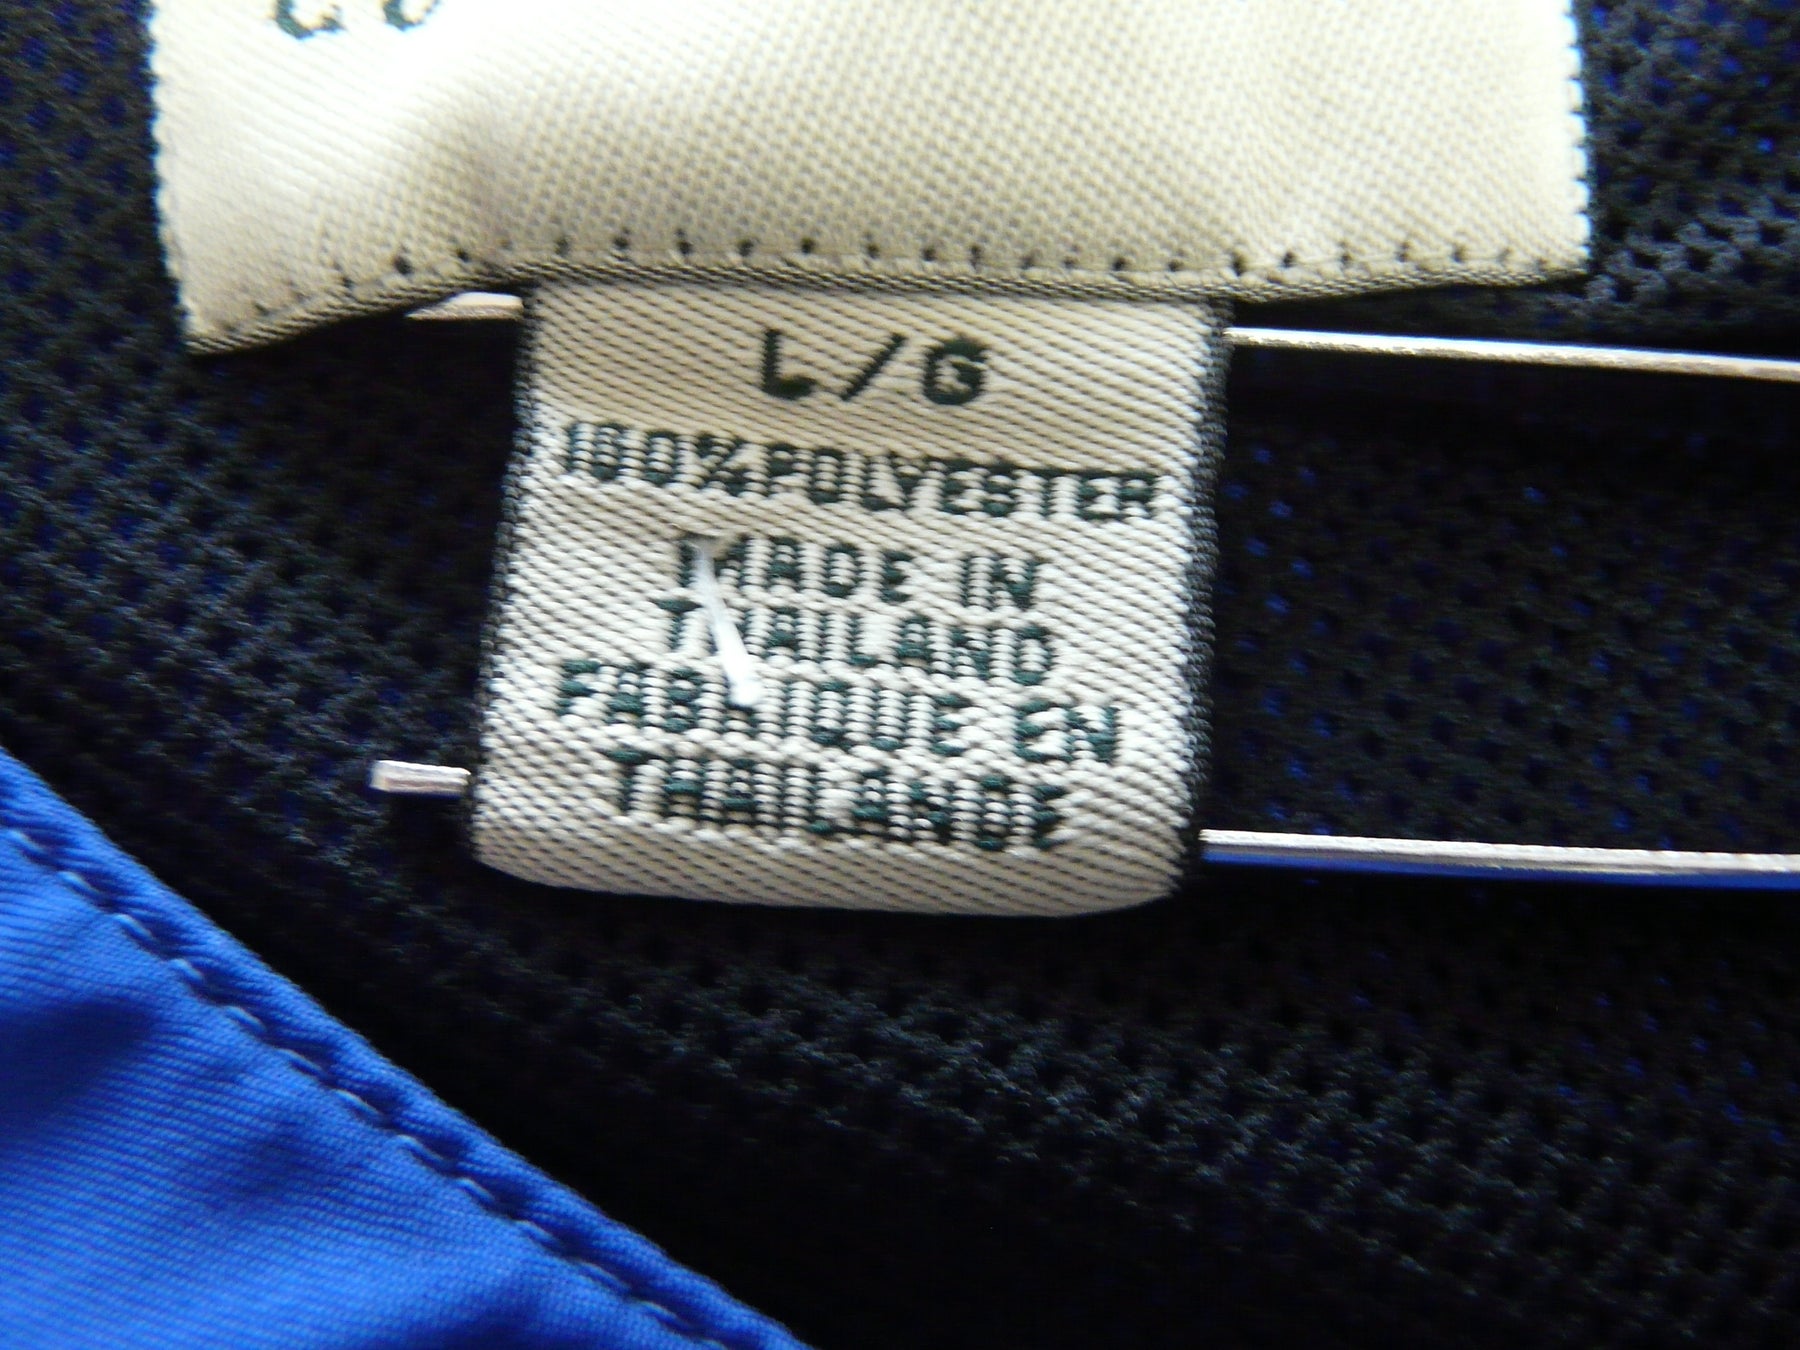 L/G
100% POLYESTER
MADE IN
THAILAND
FABRIQUE EN
THAILANDE